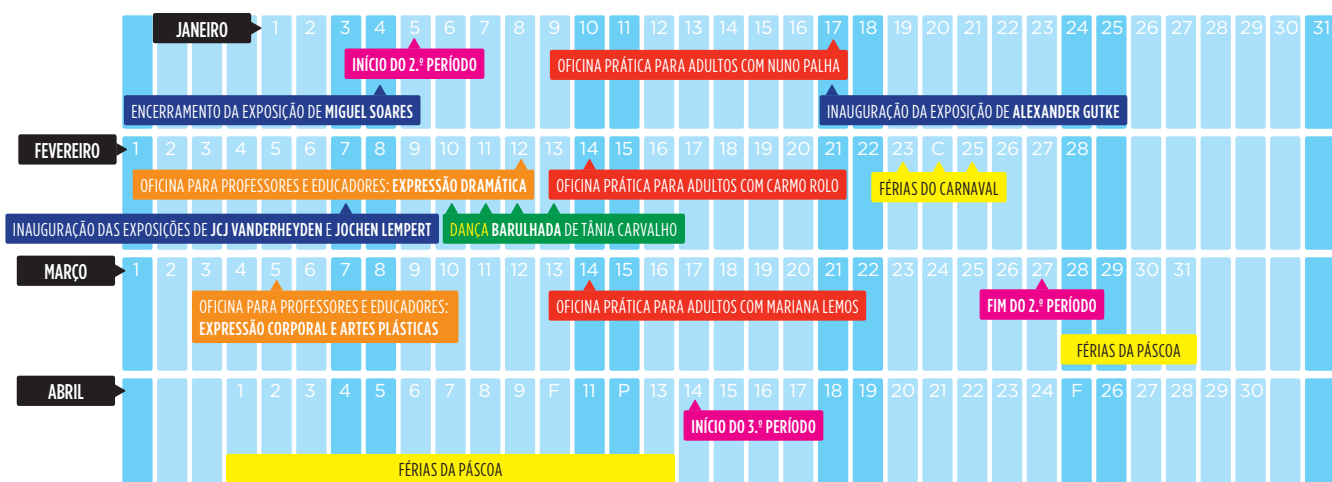 JANEIRO 1 2 3 4 5 6 7 8 9 10 11 12 13 14 15 16 17 18 19 20 21 22 23 24 25 26 27 28 29 30 31
INÍCIO DO 2.º PERÍODO
OFICINA PRÁTICA PARA ADULTOS COM NUNO PALHA
ENCERRAMENTO DA EXPOSIÇÃO DE MIGUEL SOARES
INAUGURAÇÃO DA EXPOSIÇÃO DE ALEXANDER GUTKE
FEVEREIRO 1 2 3 4 5 6 7 8 9 10 11 12 13 14 15 16 17 18 19 20 21 22 23 C 25 26 27 28
OFICINA PARA PROFESSORES E EDUCADORES: EXPRESSÃO DRAMÁTICA
OFICINA PRÁTICA PARA ADULTOS COM CARMO ROLO
FÉRIAS DO CARNAVAL
INAUGURAÇÃO DAS EXPOSIÇÕES DE JCJ VANDERHEYDEN E JOCHEN LEMPERT
DANÇA BARULHADA DE TÂNIA CARVALHO
MARÇO 1 2 3 4 5 6 7 8 9 10 11 12 13 14 15 16 17 18 19 20 21 22 23 24 25 26 27 28 29 30 31
OFICINA PARA PROFESSORES E EDUCADORES:
EXPRESSÃO CORPORAL E ARTES PLÁSTICAS
OFICINA PRÁTICA PARA ADULTOS COM MARIANA LEMOS
FIM DO 2.º PERÍODO
FÉRIAS DA PÁSCOA
ABRIL 1 2 3 4 5 6 7 8 9 F 11 P 13 14 15 16 17 18 19 20 21 22 23 24 F 26 27 28 29 30
INÍCIO DO 3.º PERÍODO
FÉRIAS DA PÁSCOA